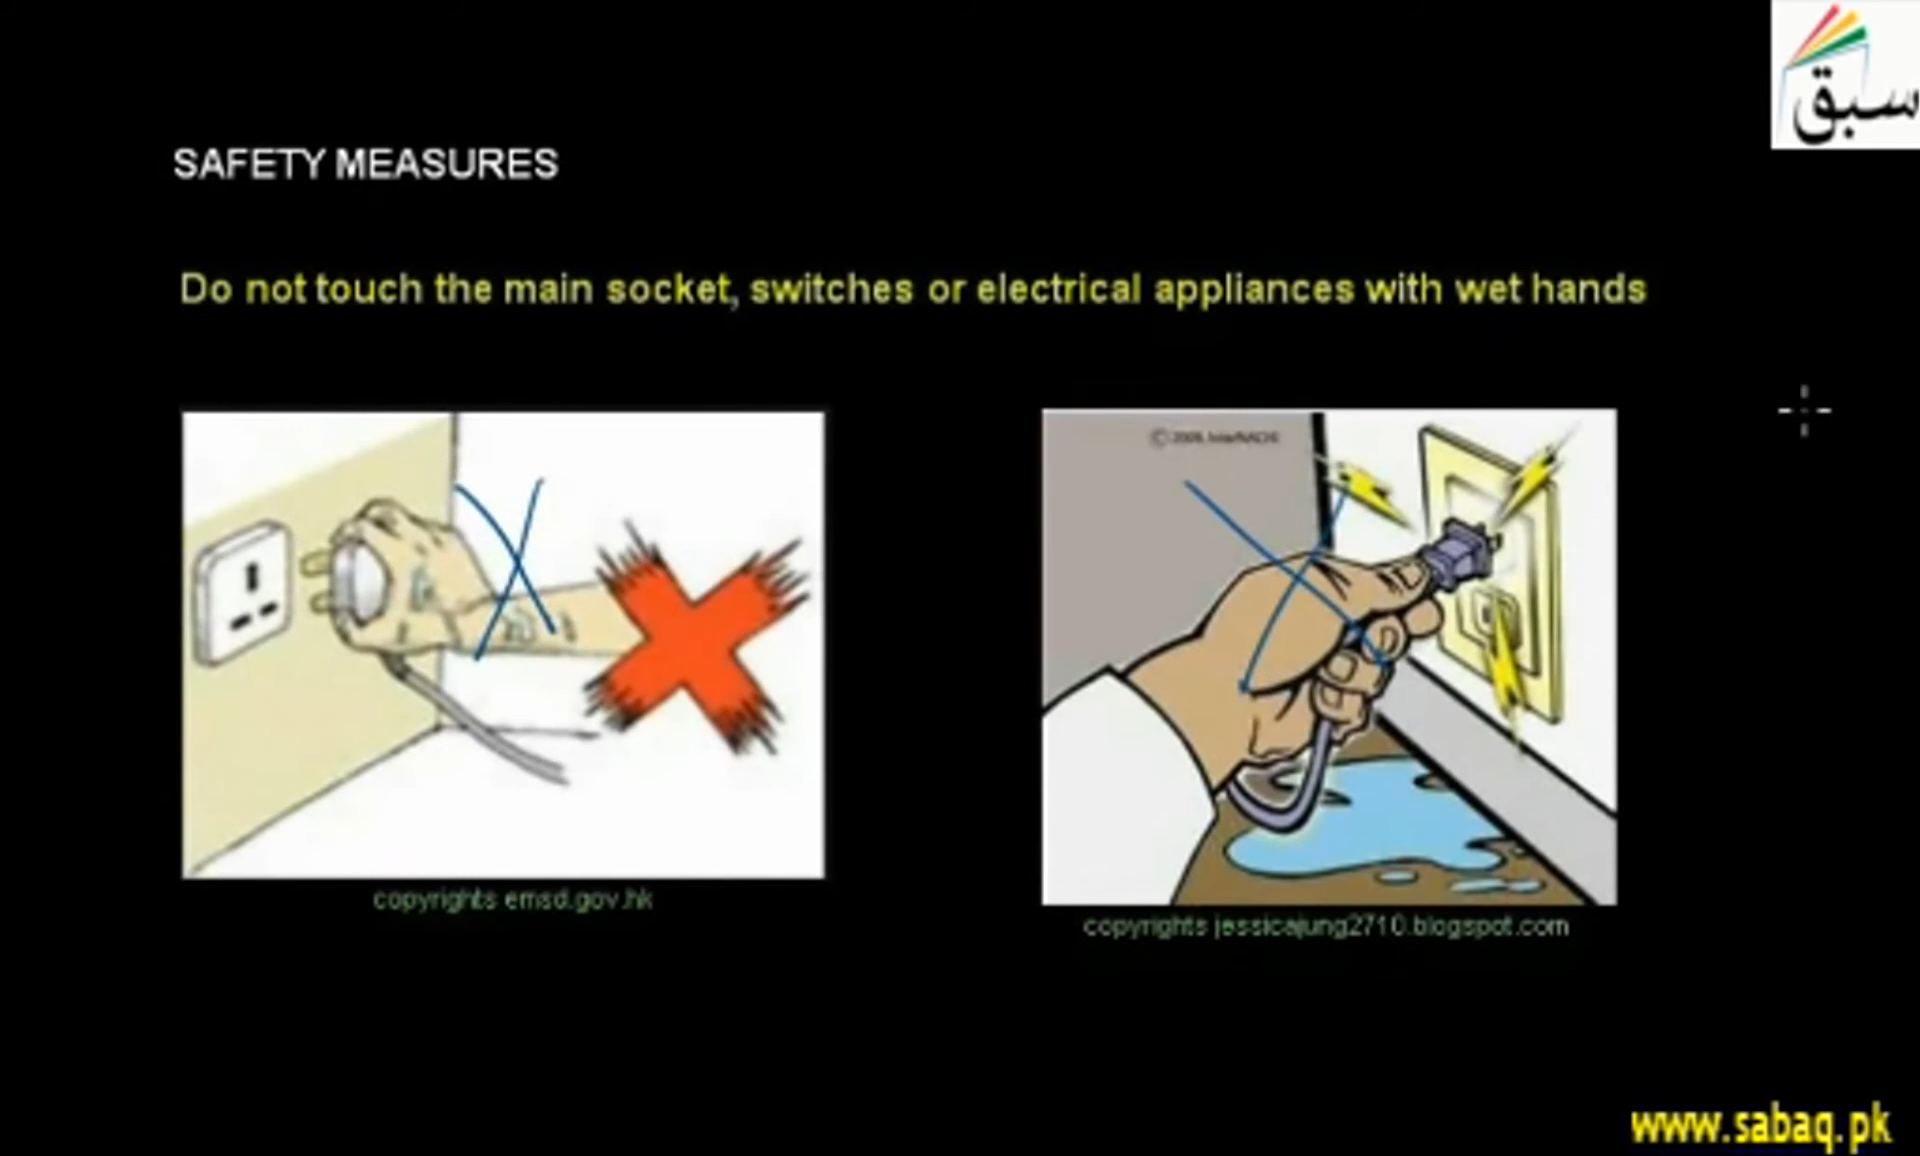 سبق
SAFETY MEASURES
Do not touch the main socket, switches or electrical appliances with wet hands
copyrights emsd.gov.hk
copyrights jessicajung2710.blogspot.com
www.sabaq.pk